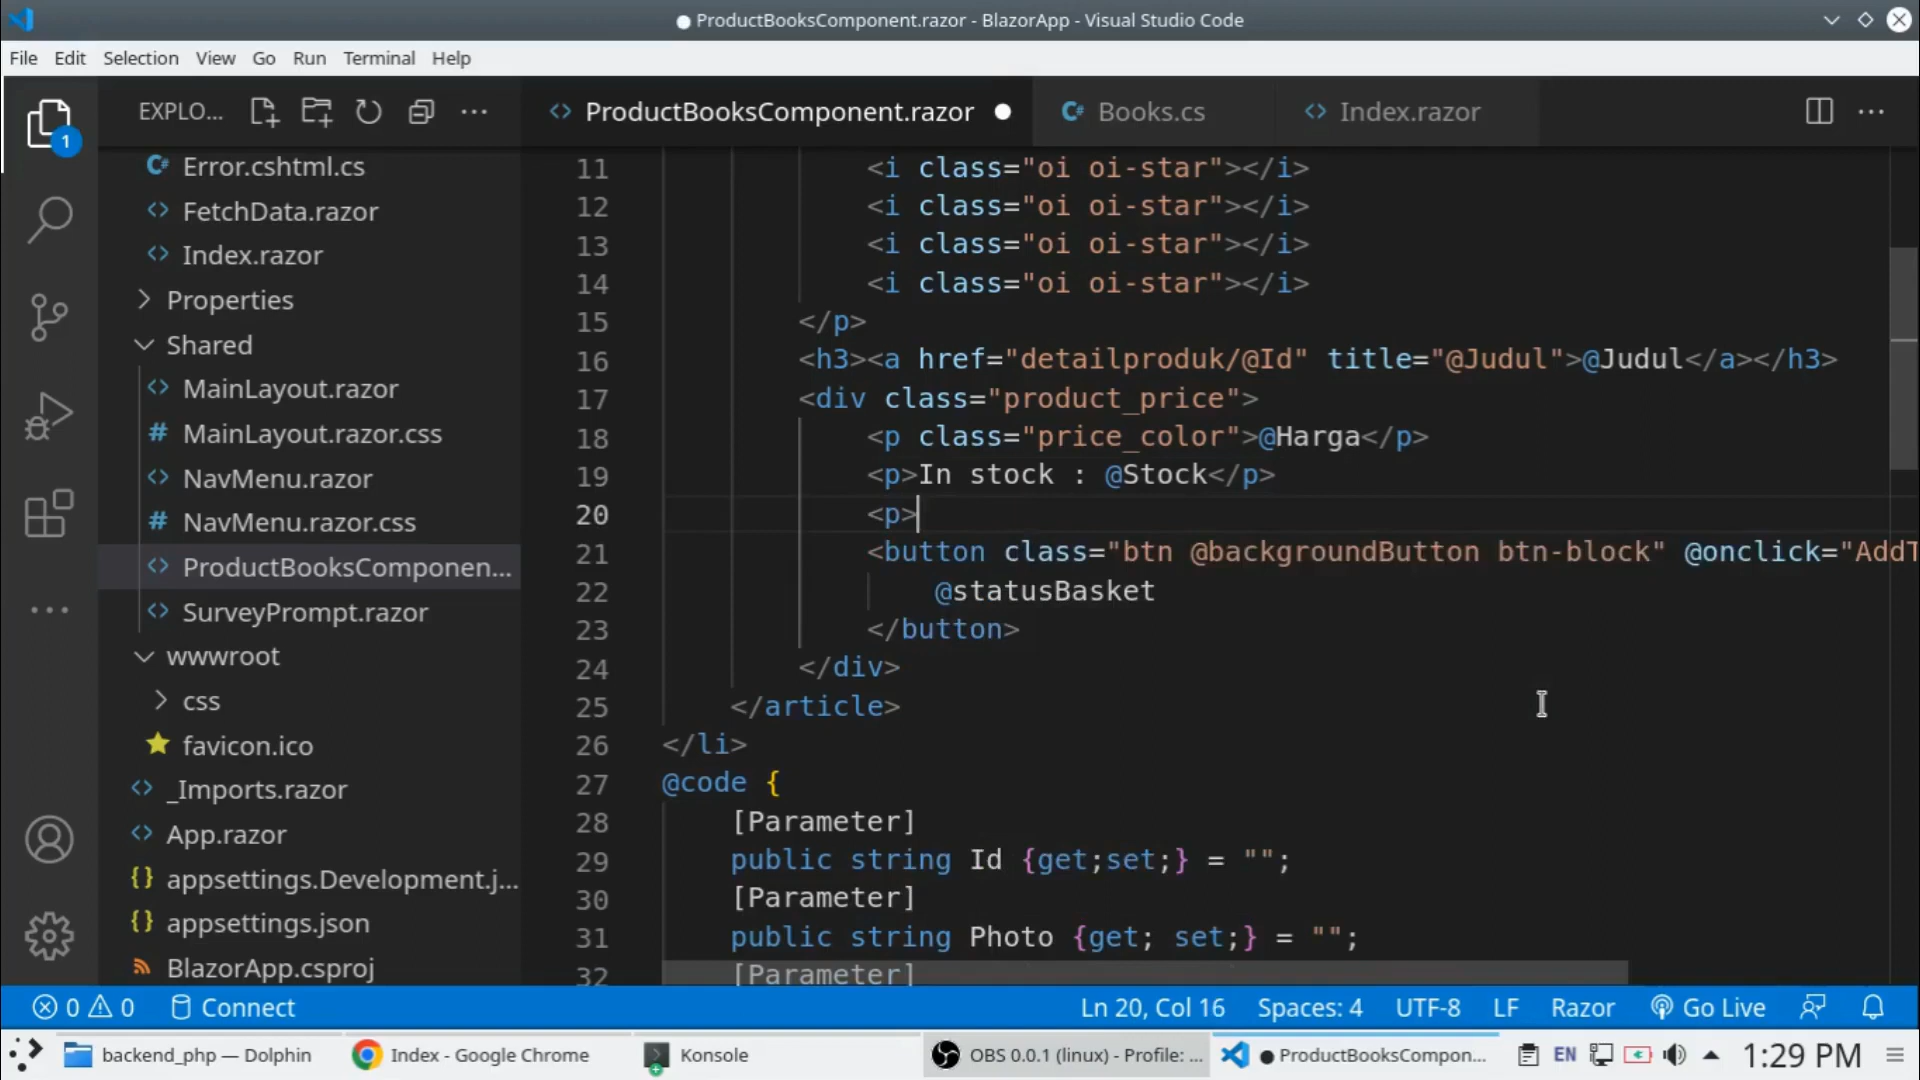 ProductBooksComponent.razor - BlazorApp - Visual Studio Code
File Edit Selection View Go Run Terminal Help
EXPLO... ProductBooksComponent.razor Books.cs Index.razor
1
Error.cshtml.cs
FetchData.razor
Index.razor
Properties
Shared
MainLayout.razor
MainLayout.razor.css
NavMenu.razor
NavMenu.razor.css
ProductBooksComponen...
SurveyPrompt.razor
wwwroot
css
favicon.ico
_Imports.razor
App.razor
appsettings.Development.j...
appsettings.json
BlazorApp.csproj
11 <i class="oi oi-star"></i>
12 <i class="oi oi-star"></i>
13 <i class="oi oi-star"></i>
14 <i class="oi oi-star"></i>
15 </p>
16 <h3><a href="detailproduk/@Id" title="@Judul">@Judul</a></h3>
17 <div class="product_price">
18 <p class="price_color">@Harga</p>
19 <p>In stock : @Stock</p>
20 <p>
21 <button class="btn @backgroundButton btn-block" @onclick="AddT
22 @statusBasket
23 </button>
24 </div>
25 </article>
26 </li>
27 @code {
28 [Parameter]
29 public string Id {get;set;} = "";
30 [Parameter]
31 public string Photo {get; set;} = "";
32 [Parameter]
0 0 Connect Ln 20, Col 16 Spaces: 4 UTF-8 LF Razor Go Live
backend_php — Dolphin Index - Google Chrome Konsole OBS 0.0.1 (linux) - Profile: ... ProductBooksCompon... EN 1:29 PM